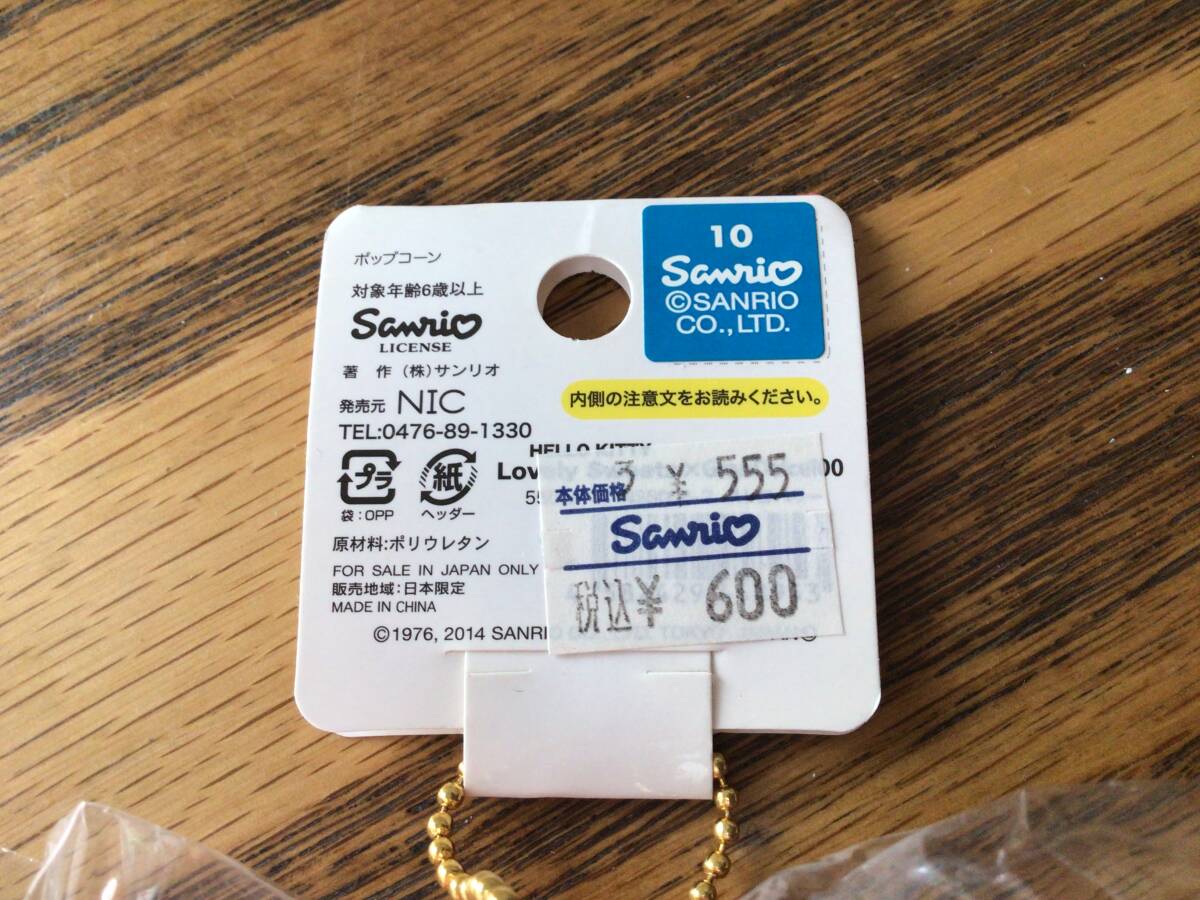 ポップコーン
対象年齢6歳以上
Sanrio
LICENSE
著 作 (株)サンリオ
発売元 NIC
TEL:0476-89-1330
10
Sanrio
©SANRIO
CO.,LTD.
内側の注意文をお読みください。
HELLO KITTY
プラ
袋:OPP
紙
ヘッダー
3 ¥ 555
本体価格
Sanrio
税込¥ 600
原材料:ポリウレタン
FOR SALE IN JAPAN ONLY
販売地域:日本限定
MADE IN CHINA
©1976, 2014 SANRIO